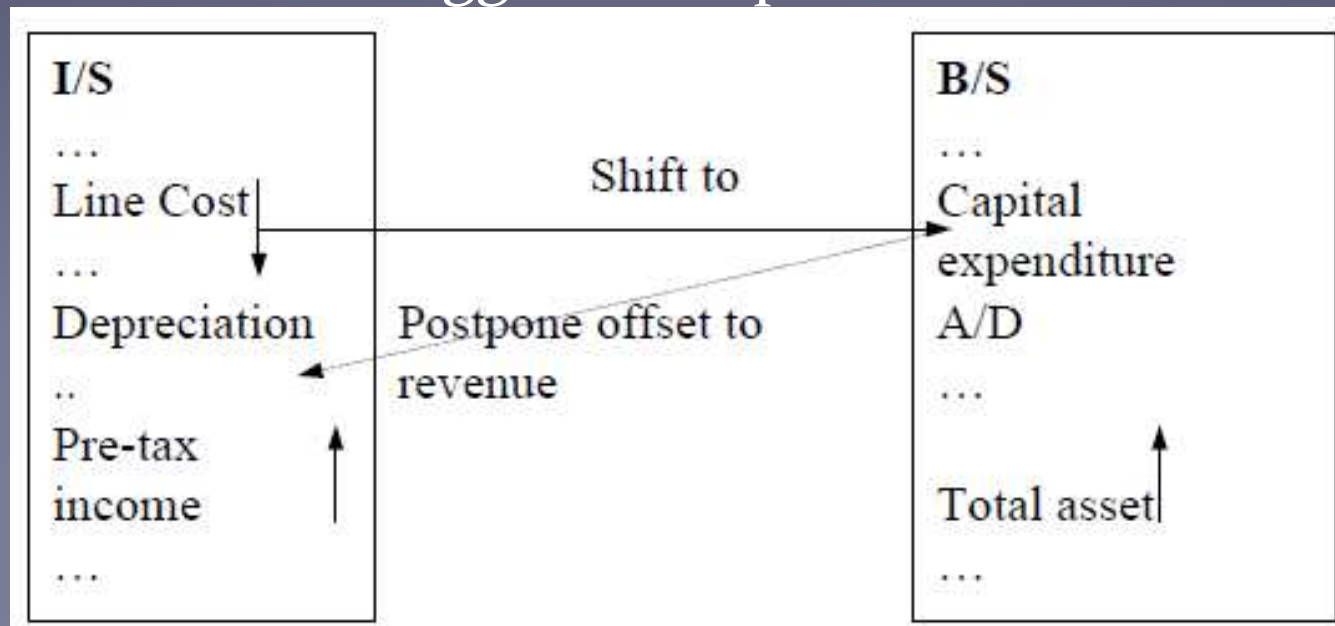 I/S
…
Line Cost
…
Depreciation
..
Pre-tax
income
…
Shift to
Postpone offset to
revenue
B/S
…
Capital
expenditure
A/D
…
Total asset
…